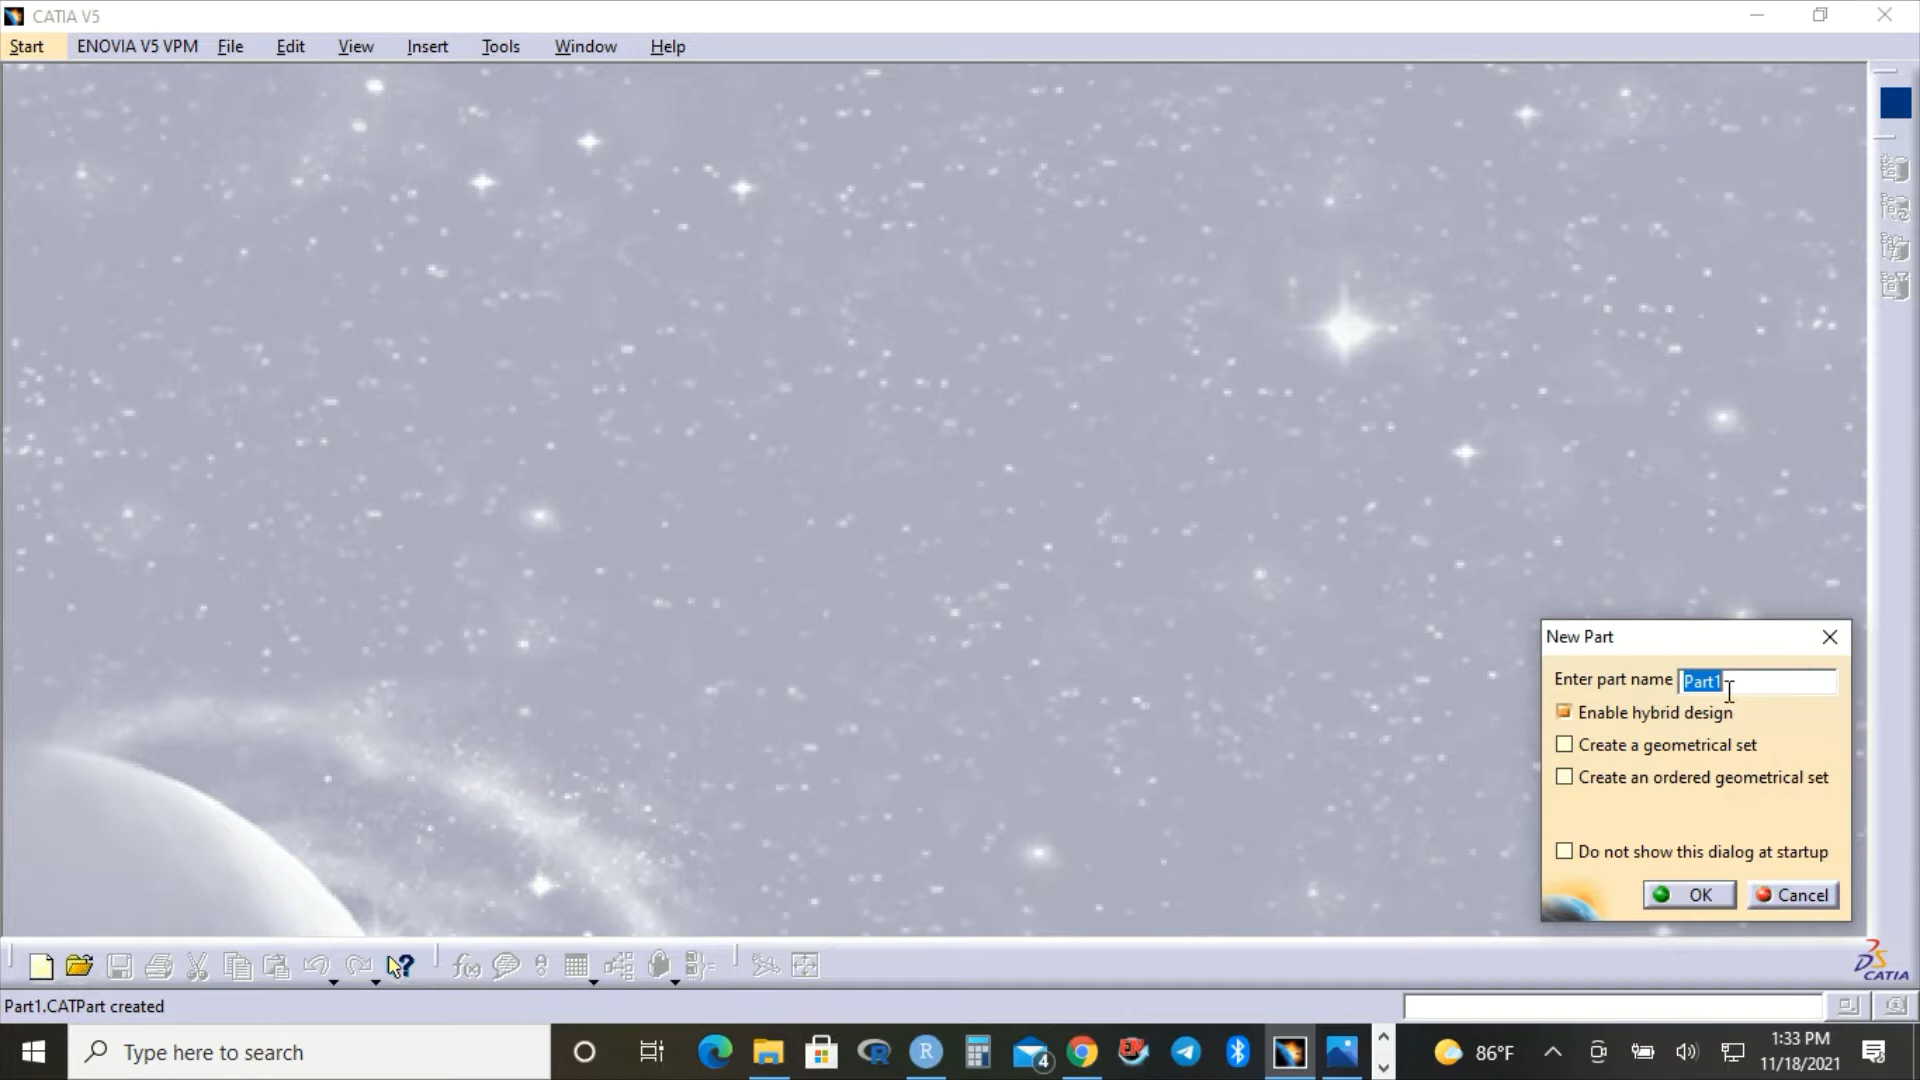 CATIA V5
Start ENOVIA V5 VPM File Edit View Insert Tools Window Help
New Part
Enter part name Part1
Enable hybrid design
Create a geometrical set
Create an ordered geometrical set
Do not show this dialog at startup
OK Cancel
f(x)
DS CATIA
Part1.CATPart created
Type here to search
R
R
4
86°F
1:33 PM
11/18/2021